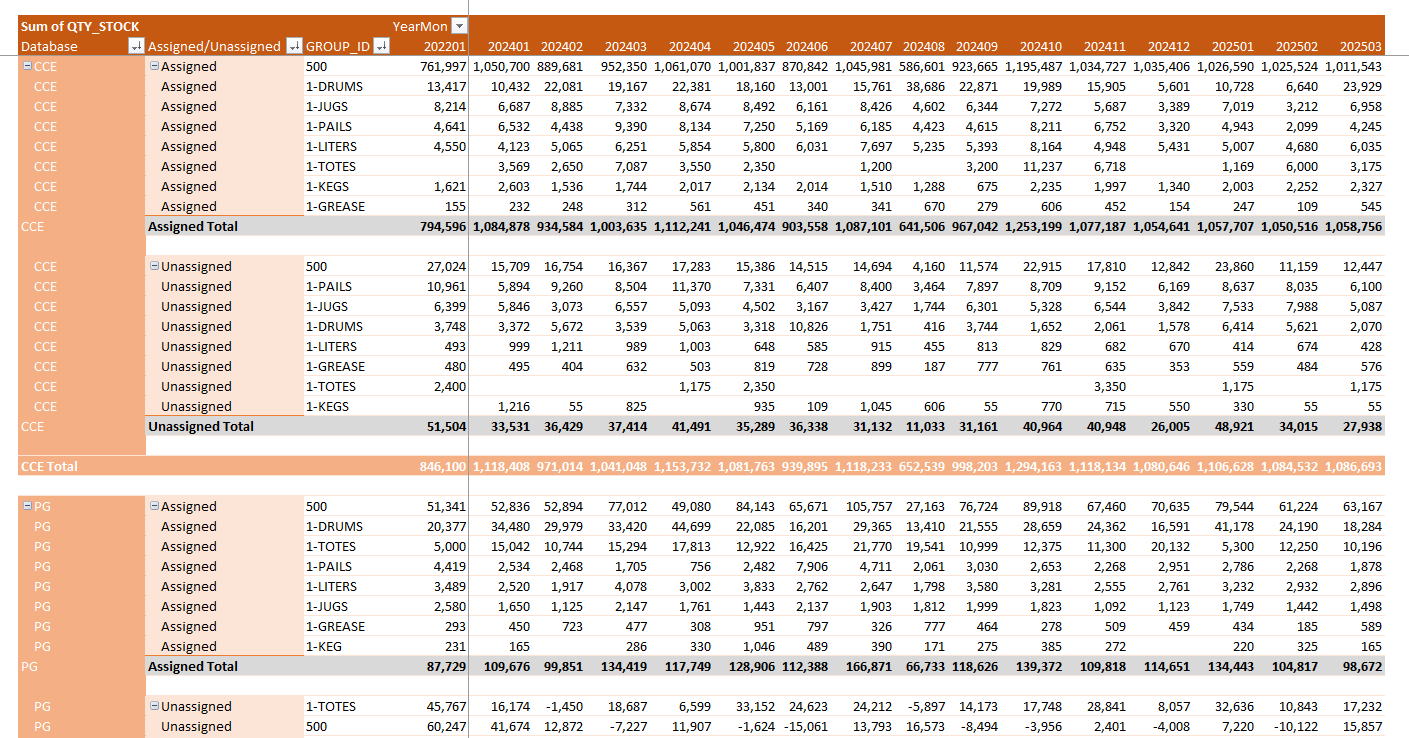 Sum of QTY_STOCK YearMon
Database Assigned/Unassigned GROUP_ID 202201 202401 202402 202403 202404 202405 202406 202407 202408 202409 202410 202411 202412 202501 202502 202503
CCE Assigned 500 761,997 1,050,700 889,681 952,350 1,061,070 1,001,837 870,842 1,045,981 586,601 923,665 1,195,487 1,034,727 1,035,406 1,026,590 1,025,524 1,011,543
CCE Assigned 1-DRUMS 13,417 10,432 22,081 19,167 22,381 18,160 13,001 15,761 38,686 22,871 19,989 15,905 5,601 10,728 6,640 23,929
CCE Assigned 1-JUGS 8,214 6,687 8,885 7,332 8,674 8,492 6,161 8,426 4,602 6,344 7,272 5,687 3,389 7,019 3,212 6,958
CCE Assigned 1-PAILS 4,641 6,532 4,438 9,390 8,134 7,250 5,169 6,185 4,423 4,615 8,211 6,752 3,320 4,943 2,099 4,245
CCE Assigned 1-LITERS 4,550 4,123 5,065 6,251 5,854 5,800 6,031 7,697 5,235 5,393 8,164 4,948 5,431 5,007 4,680 6,035
CCE Assigned 1-TOTES 3,569 2,650 7,087 3,550 2,350 1,200 3,200 11,237 6,718 1,169 6,000 3,175
CCE Assigned 1-KEGS 1,621 2,603 1,536 1,744 2,017 2,134 2,014 1,510 1,288 675 2,235 1,997 1,340 2,003 2,252 2,327
CCE Assigned 1-GREASE 155 232 248 312 561 451 340 341 670 279 606 452 154 247 109 545
CCE Assigned Total 794,596 1,084,878 934,584 1,003,635 1,112,241 1,046,474 903,558 1,087,101 641,506 967,042 1,253,199 1,077,187 1,054,641 1,057,707 1,050,516 1,058,756
CCE Unassigned 500 27,024 15,709 16,754 16,367 17,283 15,386 14,515 14,694 4,160 11,574 22,915 17,810 12,842 23,860 11,159 12,447
CCE Unassigned 1-PAILS 10,961 5,894 9,260 8,504 11,370 7,331 6,407 8,400 3,464 7,897 8,709 9,152 6,169 8,637 8,035 6,100
CCE Unassigned 1-JUGS 6,399 5,846 3,073 6,557 5,093 4,502 3,167 3,427 1,744 6,301 5,328 6,544 3,842 7,533 7,988 5,087
CCE Unassigned 1-DRUMS 3,748 3,372 5,672 3,539 5,063 3,318 10,826 1,751 416 3,744 1,652 2,061 1,578 6,414 5,621 2,070
CCE Unassigned 1-LITERS 493 999 1,211 989 1,003 648 585 915 455 813 829 682 670 414 674 428
CCE Unassigned 1-GREASE 480 495 404 632 503 819 728 899 187 777 761 635 353 559 484 576
CCE Unassigned 1-TOTES 2,400 1,175 2,350 3,350 1,175 1,175
CCE Unassigned 1-KEGS 1,216 55 825 935 109 1,045 606 55 770 715 550 330 55 55
CCE Unassigned Total 51,504 33,531 36,429 37,414 41,491 35,289 36,338 31,132 11,033 31,161 40,964 40,948 26,005 48,921 34,015 27,938
CCE Total 846,100 1,118,408 971,014 1,041,048 1,153,732 1,081,763 939,895 1,118,233 652,539 998,203 1,294,163 1,118,134 1,080,646 1,106,628 1,084,532 1,086,693
PG Assigned 500 51,341 52,836 52,894 77,012 49,080 84,143 65,671 105,757 27,163 76,724 89,918 67,460 70,635 79,544 61,224 63,167
PG Assigned 1-DRUMS 20,377 34,480 29,979 33,420 44,699 22,085 16,201 29,365 13,410 21,555 28,659 24,362 16,591 41,178 24,190 18,284
PG Assigned 1-TOTES 5,000 15,042 10,744 15,294 17,813 12,922 16,425 21,770 19,541 10,999 12,375 11,300 20,132 5,300 12,250 10,196
PG Assigned 1-PAILS 4,419 2,534 2,468 1,705 756 2,482 7,906 4,711 2,061 3,030 2,653 2,268 2,951 2,786 2,268 1,878
PG Assigned 1-LITERS 3,489 2,520 1,917 4,078 3,002 3,833 2,762 2,647 1,798 3,580 3,281 2,555 2,761 3,232 2,932 2,896
PG Assigned 1-JUGS 2,580 1,650 1,125 2,147 1,761 1,443 2,137 1,903 1,812 1,999 1,823 1,092 1,123 1,749 1,442 1,498
PG Assigned 1-GREASE 293 450 723 477 308 951 797 326 777 464 278 509 459 434 185 589
PG Assigned 1-KEG 231 165 286 330 1,046 489 390 171 275 385 272 220 325 165
PG Assigned Total 87,729 109,676 99,851 134,419 117,749 128,906 112,388 166,871 66,733 118,626 139,372 109,818 114,651 134,443 104,817 98,672
PG Unassigned 1-TOTES 45,767 16,174 -1,450 18,687 6,599 33,152 24,623 24,212 -5,897 14,173 17,748 28,841 8,057 32,636 10,843 17,232
PG Unassigned 500 60,247 41,674 12,872 -7,227 11,907 -1,624 -15,061 13,793 16,573 -8,494 -3,956 2,401 -4,008 7,220 -10,122 15,857